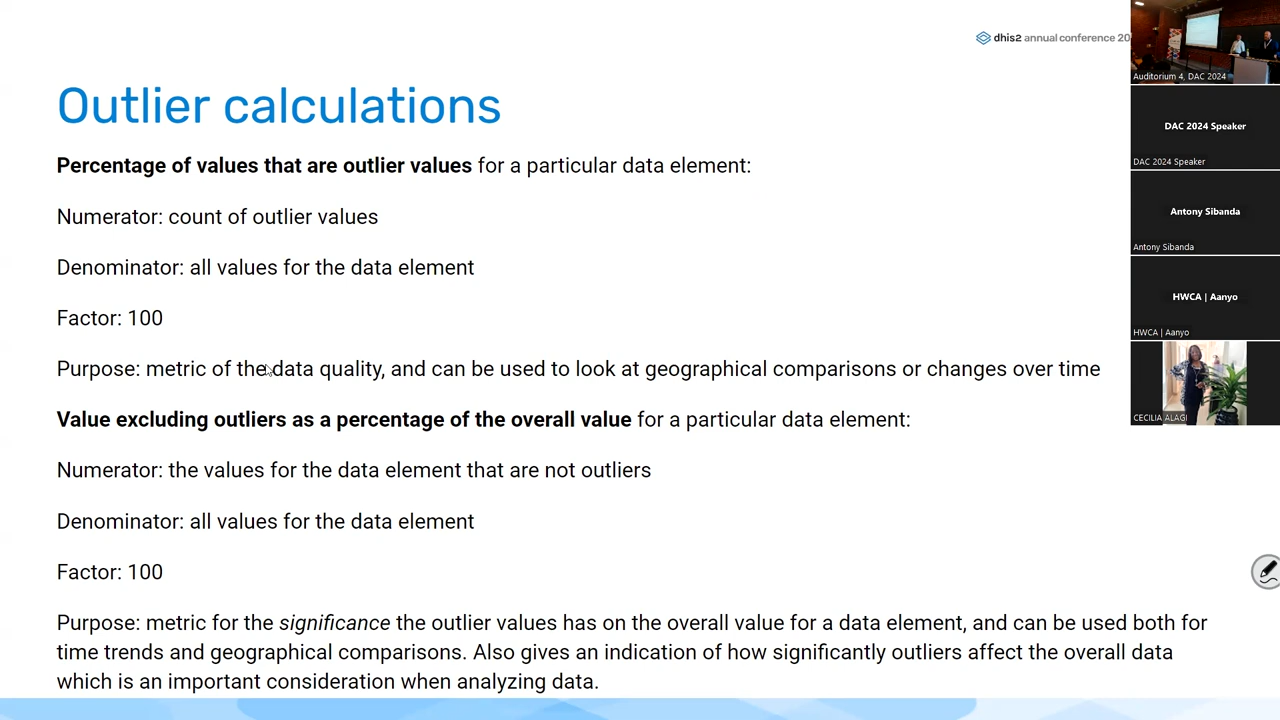 dhis2 annual conference 20
Outlier calculations
Percentage of values that are outlier values for a particular data element:
Numerator: count of outlier values
Denominator: all values for the data element
Factor: 100
Purpose: metric of the data quality, and can be used to look at geographical comparisons or changes over time
Value excluding outliers as a percentage of the overall value for a particular data element:
Numerator: the values for the data element that are not outliers
Denominator: all values for the data element
Factor: 100
Purpose: metric for the significance the outlier values has on the overall value for a data element, and can be used both for
time trends and geographical comparisons. Also gives an indication of how significantly outliers affect the overall data
which is an important consideration when analyzing data.
Auditorium 4, DAC 2024
DAC 2024 Speaker
DAC 2024 Speaker
Antony Sibanda
Antony Sibanda
HWCA | Aanyo
HWCA | Aanyo
CECILIA ALAGI